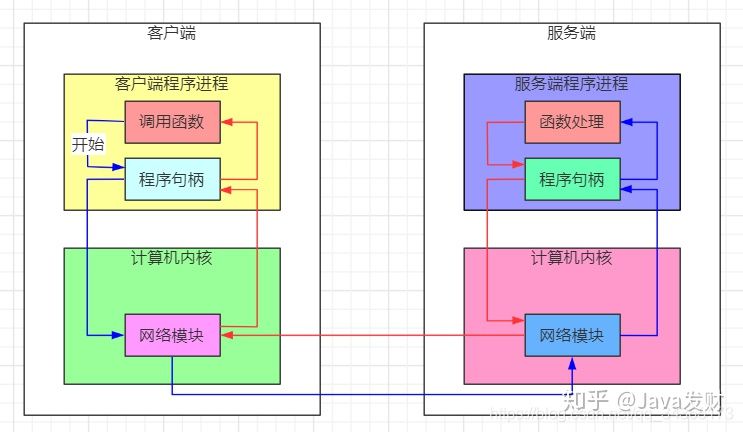 客户端
服务端
客户端程序进程
服务端程序进程
调用函数
函数处理
开始
程序句柄
程序句柄
计算机内核
计算机内核
网络模块
网络模块
知乎 @Java发财